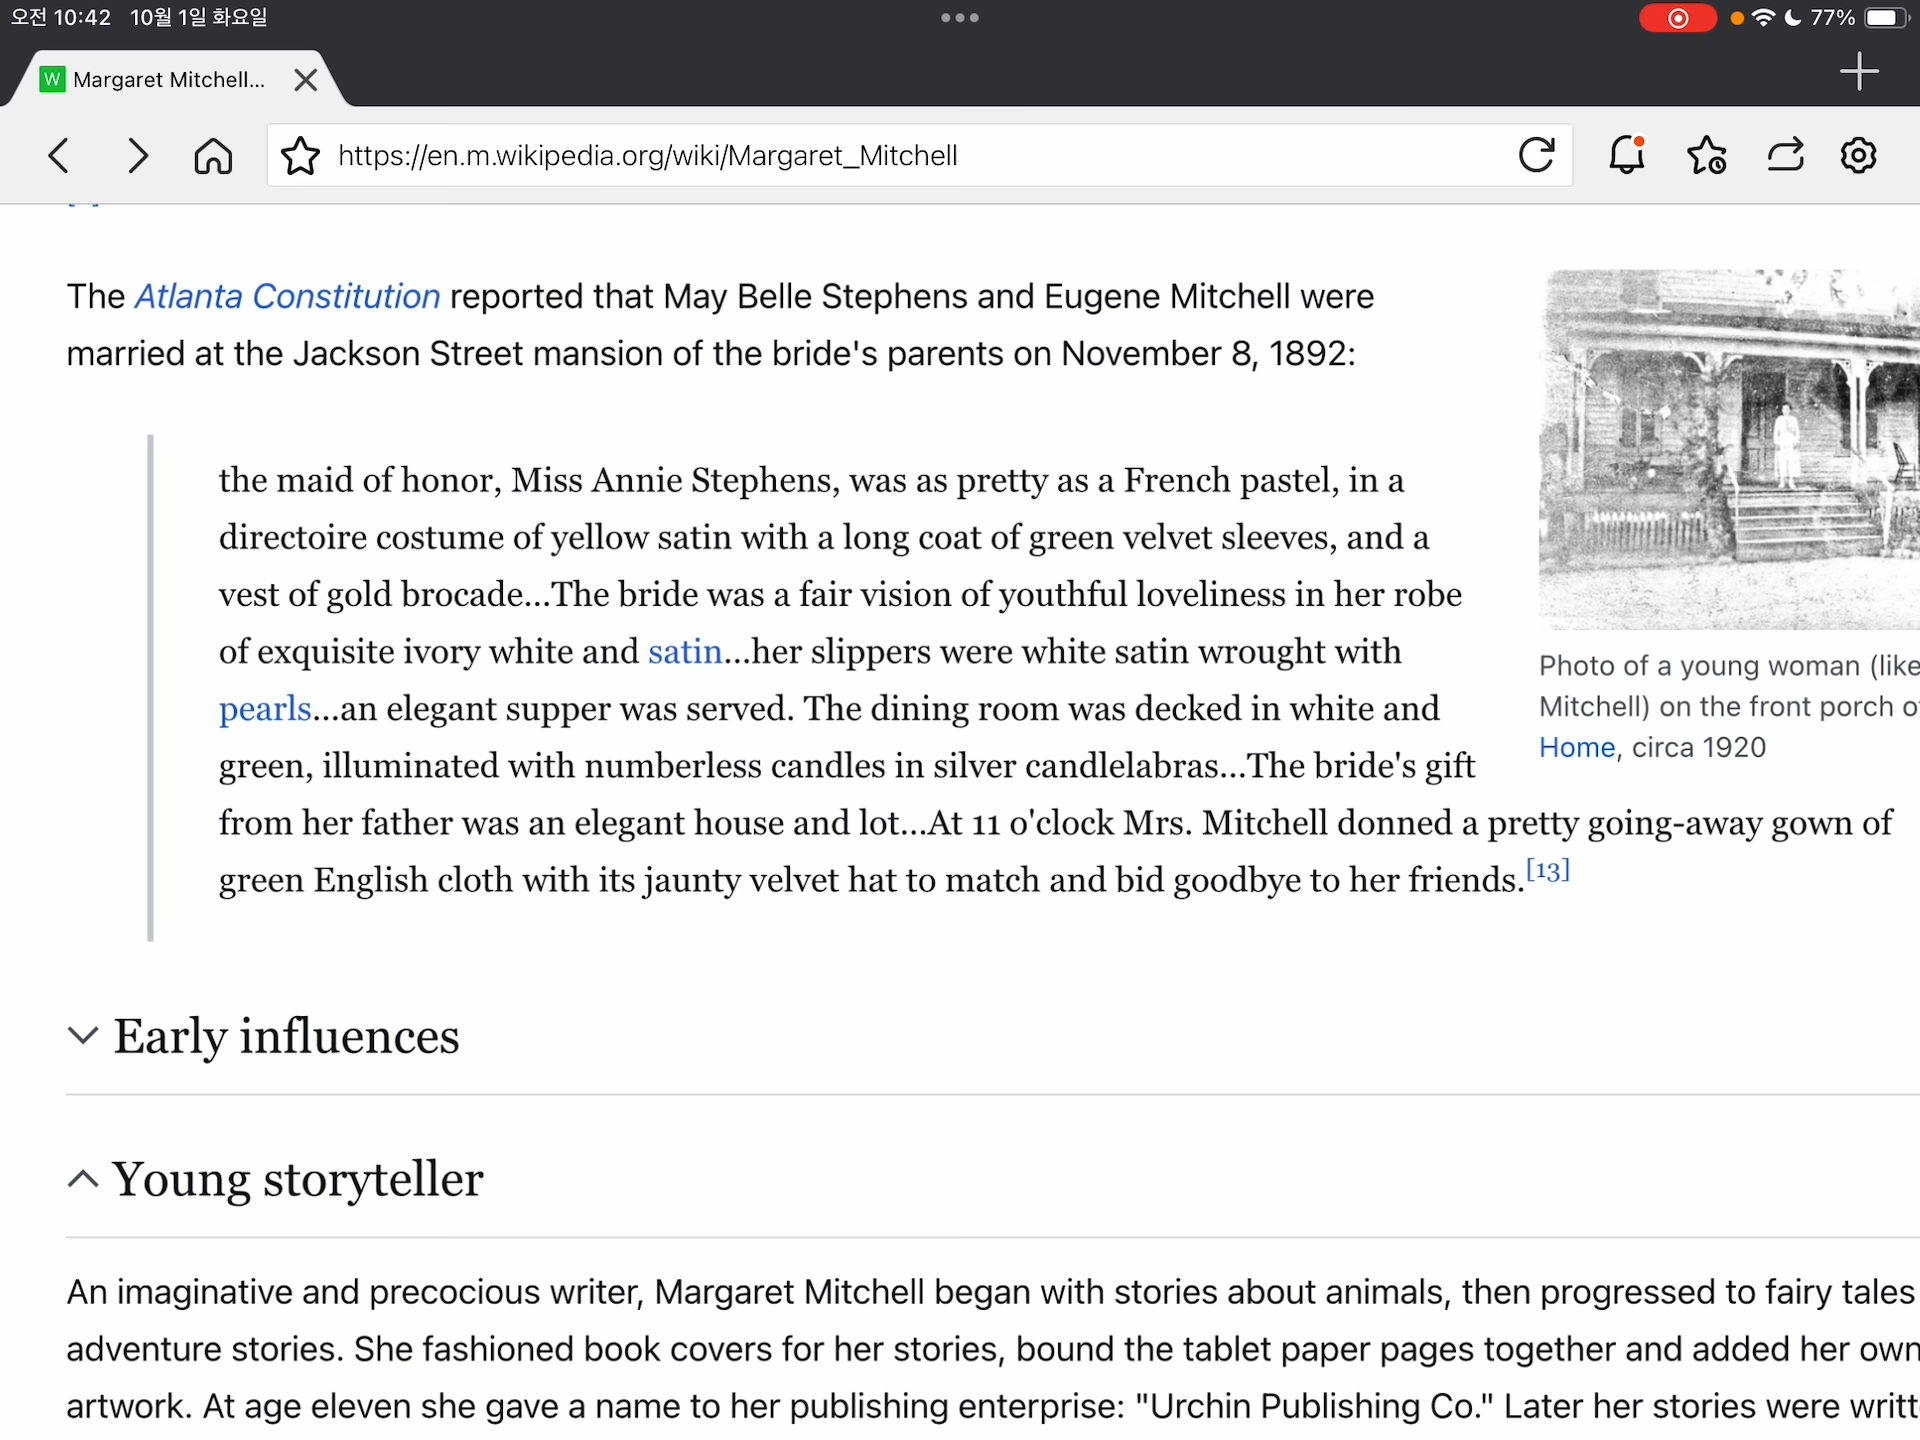 오전 10:42 10월 1일 화요일
77%
W Margaret Mitchell...
https://en.m.wikipedia.org/wiki/Margaret_Mitchell
The Atlanta Constitution reported that May Belle Stephens and Eugene Mitchell were
married at the Jackson Street mansion of the bride's parents on November 8, 1892:
the maid of honor, Miss Annie Stephens, was as pretty as a French pastel, in a
directoire costume of yellow satin with a long coat of green velvet sleeves, and a
vest of gold brocade...The bride was a fair vision of youthful loveliness in her robe
of exquisite ivory white and satin...her slippers were white satin wrought with
pearls...an elegant supper was served. The dining room was decked in white and
green, illuminated with numberless candles in silver candlelabras...The bride's gift
from her father was an elegant house and lot...At 11 o'clock Mrs. Mitchell donned a pretty going-away gown of
green English cloth with its jaunty velvet hat to match and bid goodbye to her friends.[13]
Photo of a young woman (like
Mitchell) on the front porch o
Home, circa 1920
Early influences
Young storyteller
An imaginative and precocious writer, Margaret Mitchell began with stories about animals, then progressed to fairy tales
adventure stories. She fashioned book covers for her stories, bound the tablet paper pages together and added her own
artwork. At age eleven she gave a name to her publishing enterprise: "Urchin Publishing Co." Later her stories were writt